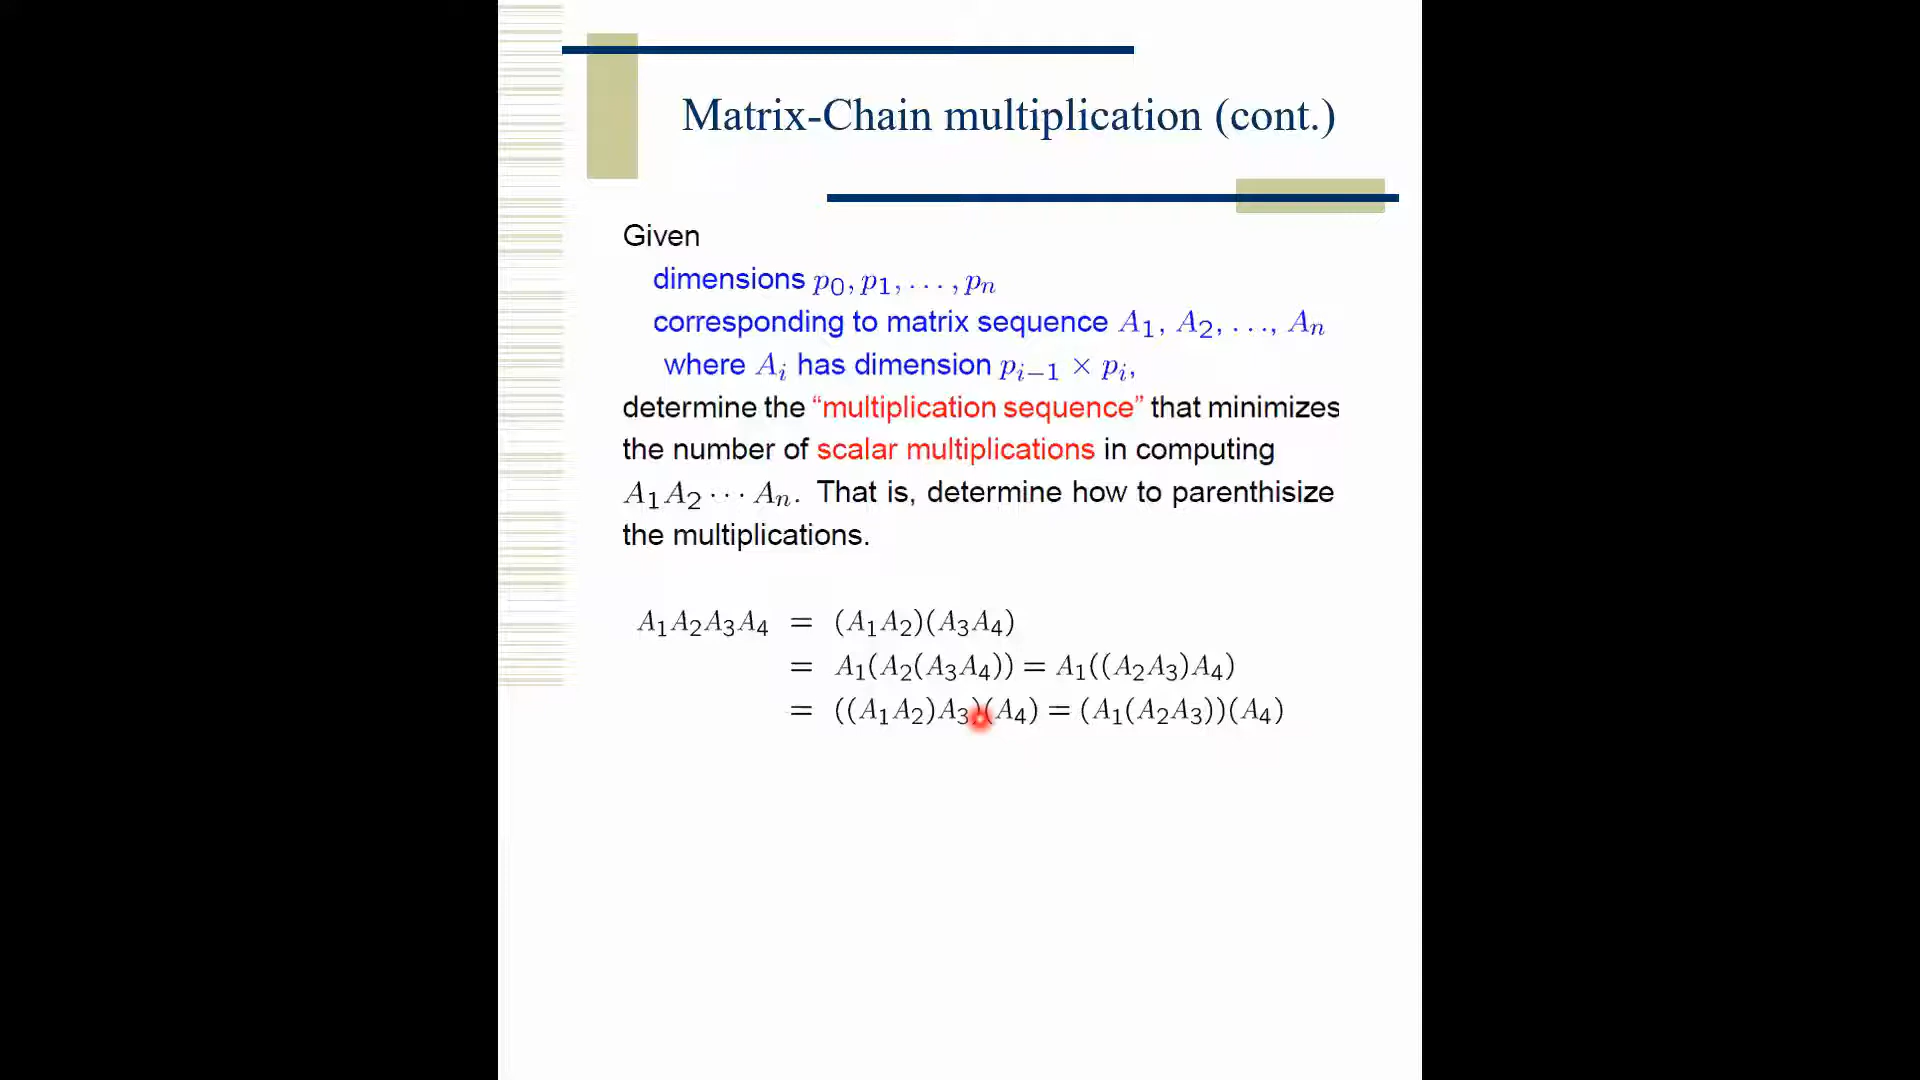 Matrix-Chain multiplication (cont.)
Given
dimensions p₀, p₁, …, pₙ
corresponding to matrix sequence A₁, A₂, …, Aₙ
where Aᵢ has dimension pᵢ₋₁ × pᵢ,
determine the “multiplication sequence” that minimizes
the number of scalar multiplications in computing
A₁A₂ ⋯ Aₙ. That is, determine how to parenthisize
the multiplications.
A₁A₂A₃A₄ = (A₁A₂)(A₃A₄)
= A₁(A₂(A₃A₄)) = A₁((A₂A₃)A₄)
= ((A₁A₂)A₃)(A₄) = (A₁(A₂A₃))(A₄)